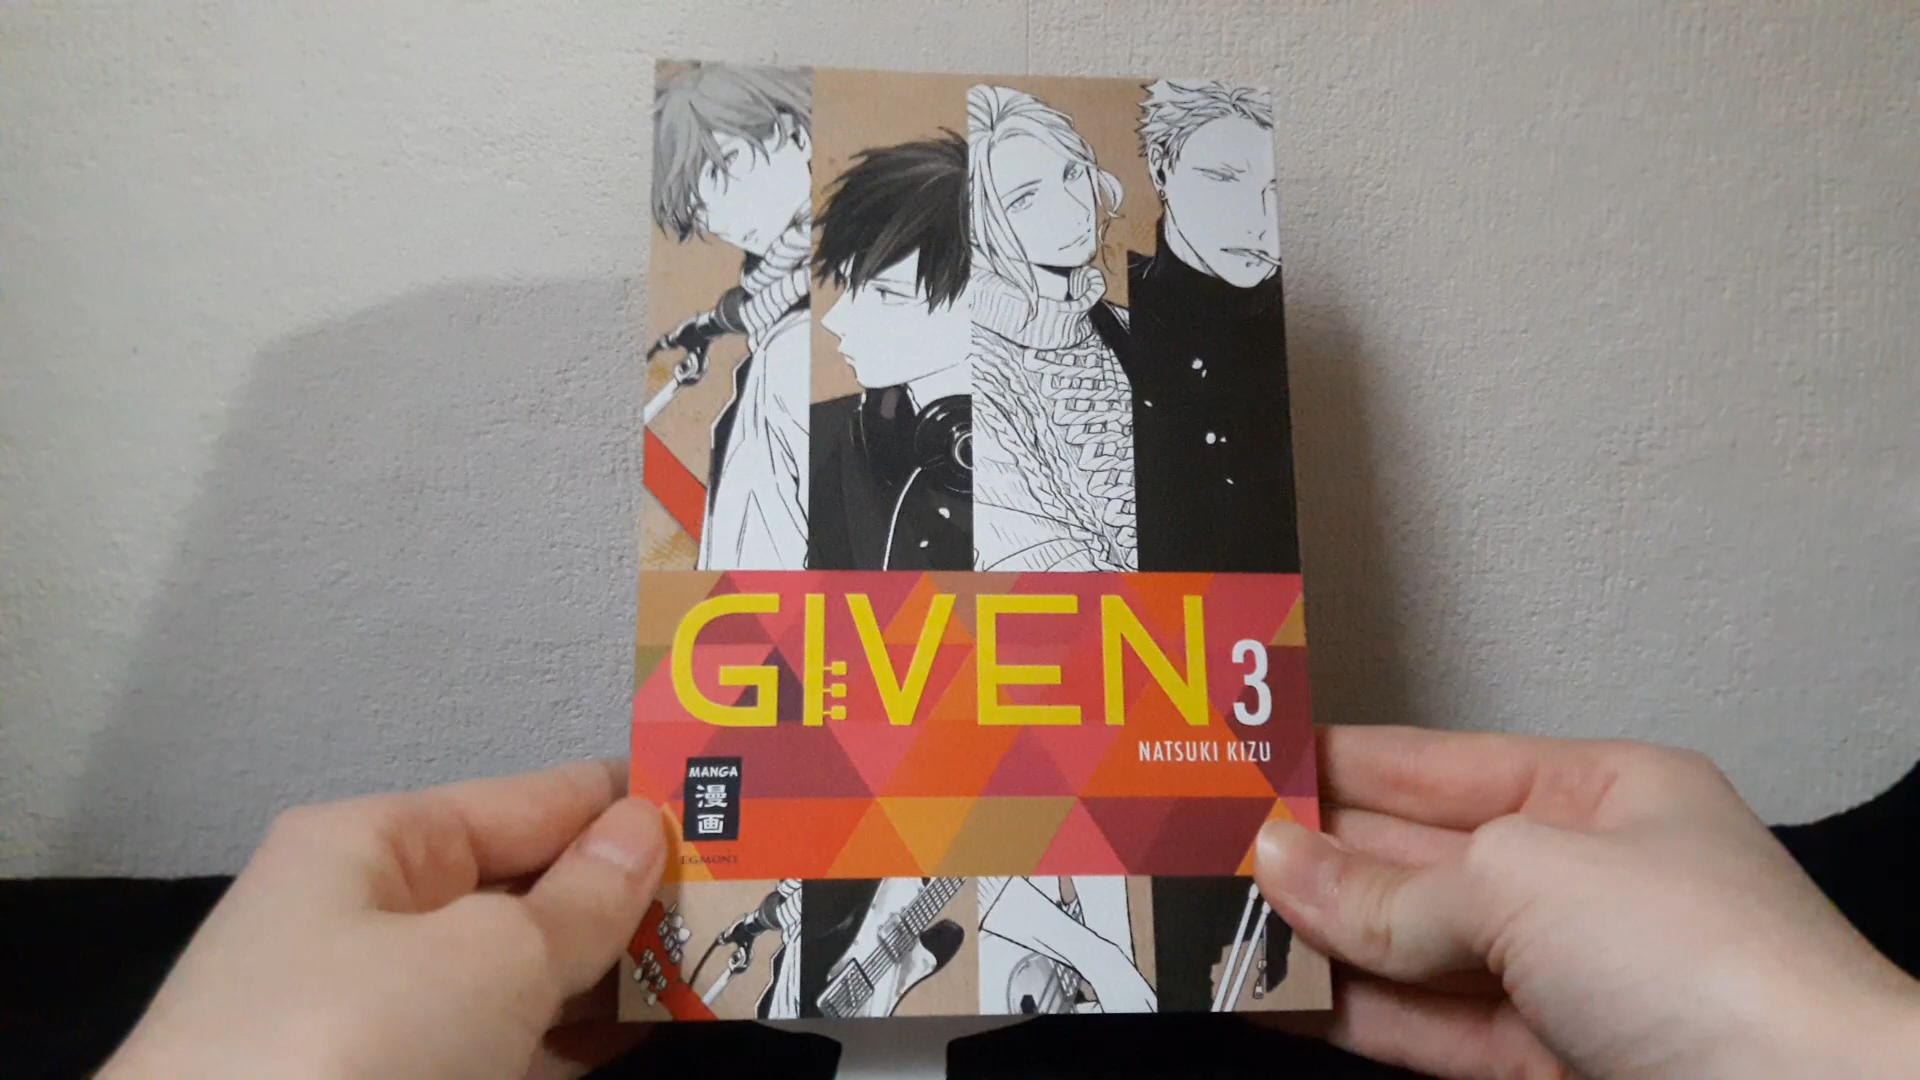 GIVEN 3
NATSUKI KIZU
MANGA
漫
画
EGMONT